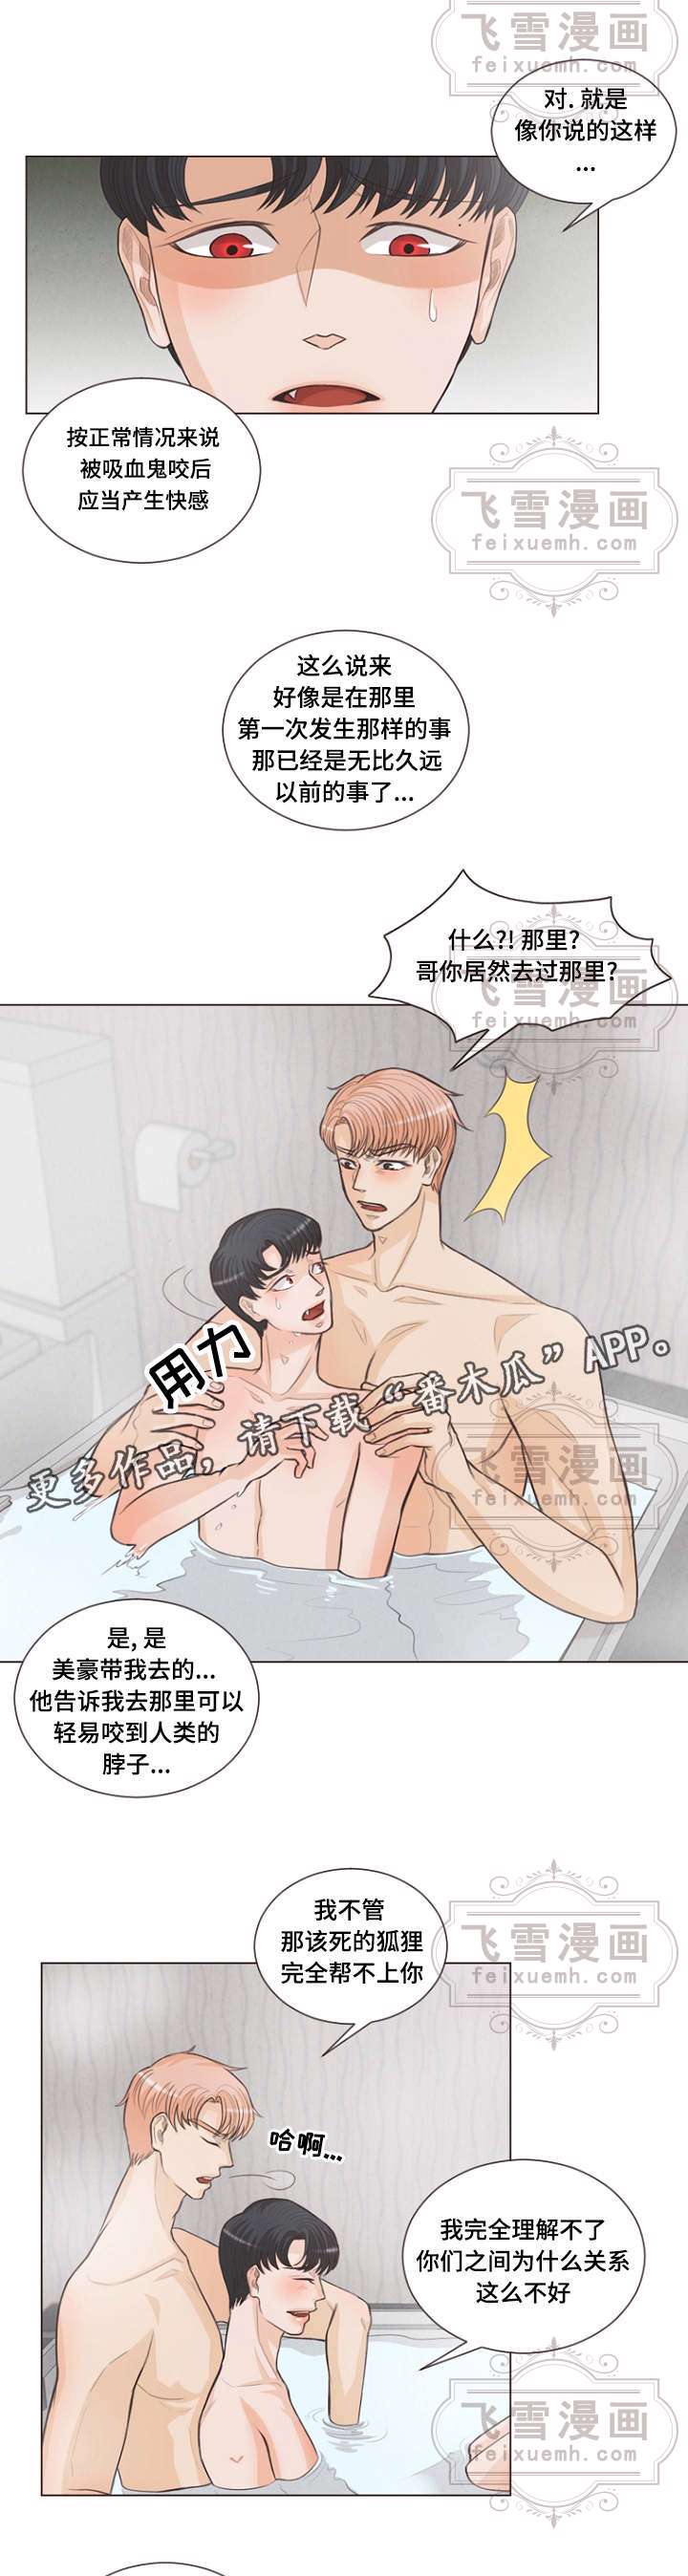 飞雪漫画
feixuemh.com
对. 就是
像你说的这样
...
按正常情况来说
被吸血鬼咬后
应当产生快感
飞雪漫画
feixuemh.com
这么说来
好像是在那里
第一次发生那样的事
那已经是无比久远
以前的事了...
什么?! 那里?
哥你居然去过那里?
飞雪漫画
feixuemh.com
用力
更多作品，请下载“番木瓜”APP。
飞雪漫画
feixuemh.com
是, 是
美豪带我去的...
他告诉我去那里可以
轻易咬到人类的
脖子...
我不管
那该死的狐狸
完全帮不上你
飞雪漫画
feixuemh.com
哈啊...
我完全理解不了
你们之间为什么关系
这么不好
飞雪漫画
feixuemh.com